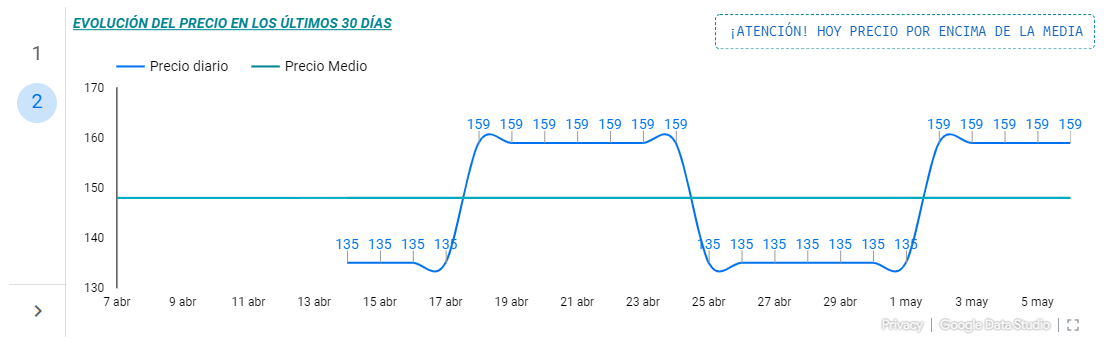 EVOLUCIÓN DEL PRECIO EN LOS ÚLTIMOS 30 DÍAS
¡ATENCIÓN! HOY PRECIO POR ENCIMA DE LA MEDIA
1
2
Precio diario Precio Medio
170
160
150
140
130
159 159 159 159 159 159 159 159 159 159 159 159
135 135 135 135 135 135 135 135 135 135 135
7 abr 9 abr 11 abr 13 abr 15 abr 17 abr 19 abr 21 abr 23 abr 25 abr 27 abr 29 abr 1 may 3 may 5 may
Privacy Google Data Studio